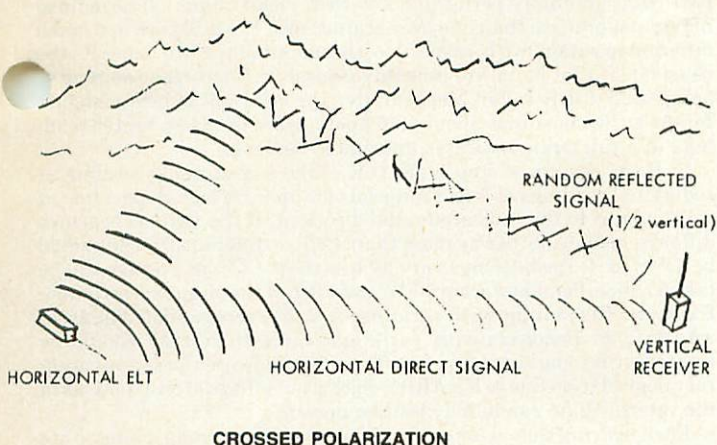 RANDOM REFLECTED
SIGNAL
(1/2 vertical)
HORIZONTAL ELT
HORIZONTAL DIRECT SIGNAL
VERTICAL
RECEIVER
CROSSED POLARIZATION